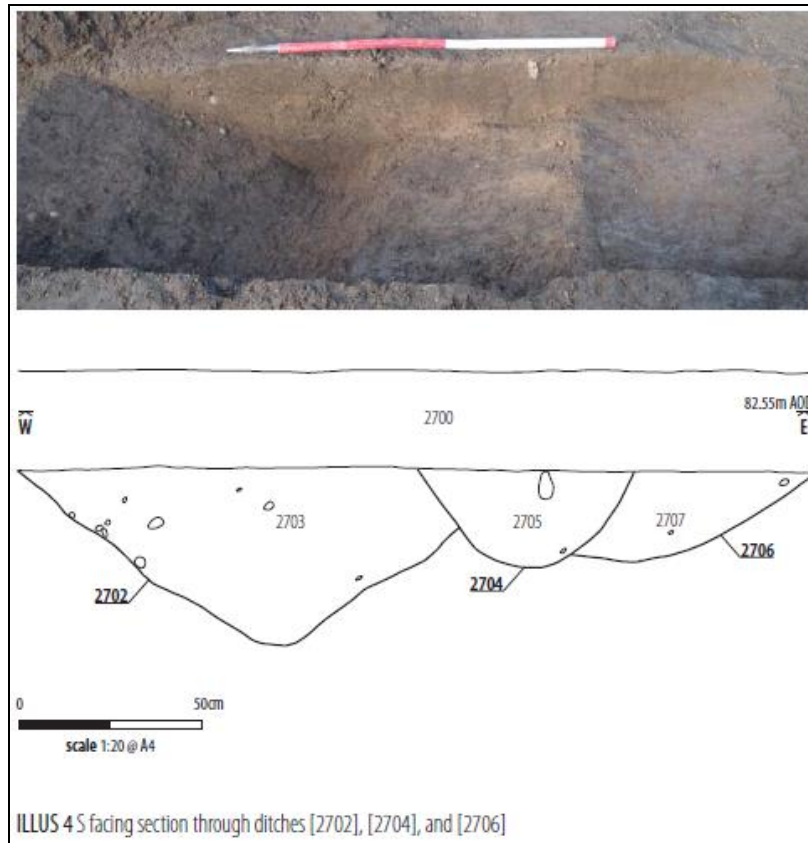 82.55m AOD
W
E
2700
2703
2705
2707
2702
2704
2706
0 50cm
scale 1:20 @ A4
ILLUS 4 S facing section through ditches [2702], [2704], and [2706]